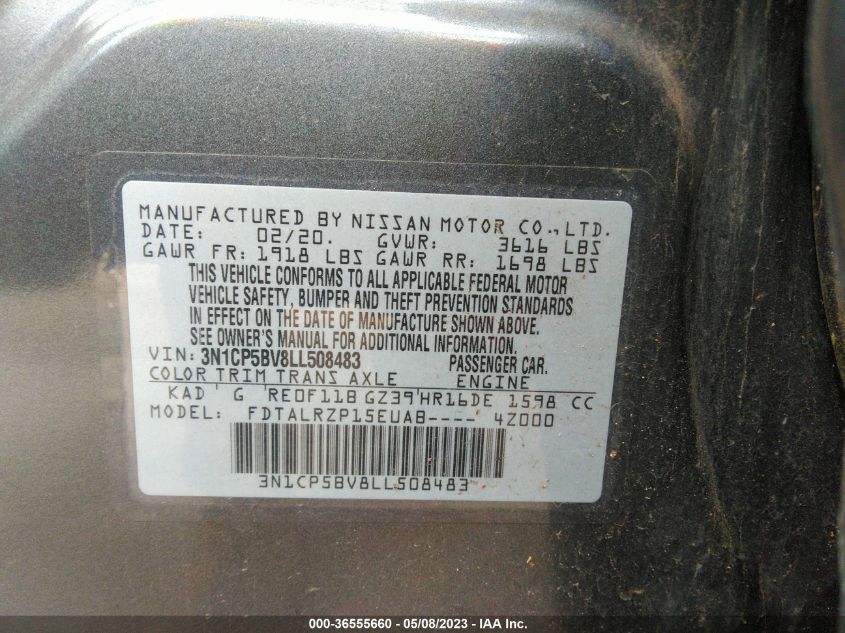 MANUFACTURED BY NISSAN MOTOR CO., LTD.
DATE: 02/20. GVWR: 3616 LBS
GAWR FR: 1918 LBS GAWR RR: 1698 LBS
THIS VEHICLE CONFORMS TO ALL APPLICABLE FEDERAL MOTOR
VEHICLE SAFETY, BUMPER AND THEFT PREVENTION STANDARDS
IN EFFECT ON THE DATE OF MANUFACTURE SHOWN ABOVE.
SEE OWNER'S MANUAL FOR ADDITIONAL INFORMATION.
VIN: 3N1CP5BV8LL508483 PASSENGER CAR.
COLOR TRIM TRANS AXLE ENGINE
KAD G RE0F11B GZ39 HR16DE 1598 CC
MODEL: FDTALRZP15EUAB---- 4Z000
3N1CP5BV8LL508483
000-36555660 - 05/08/2023 - IAA Inc.